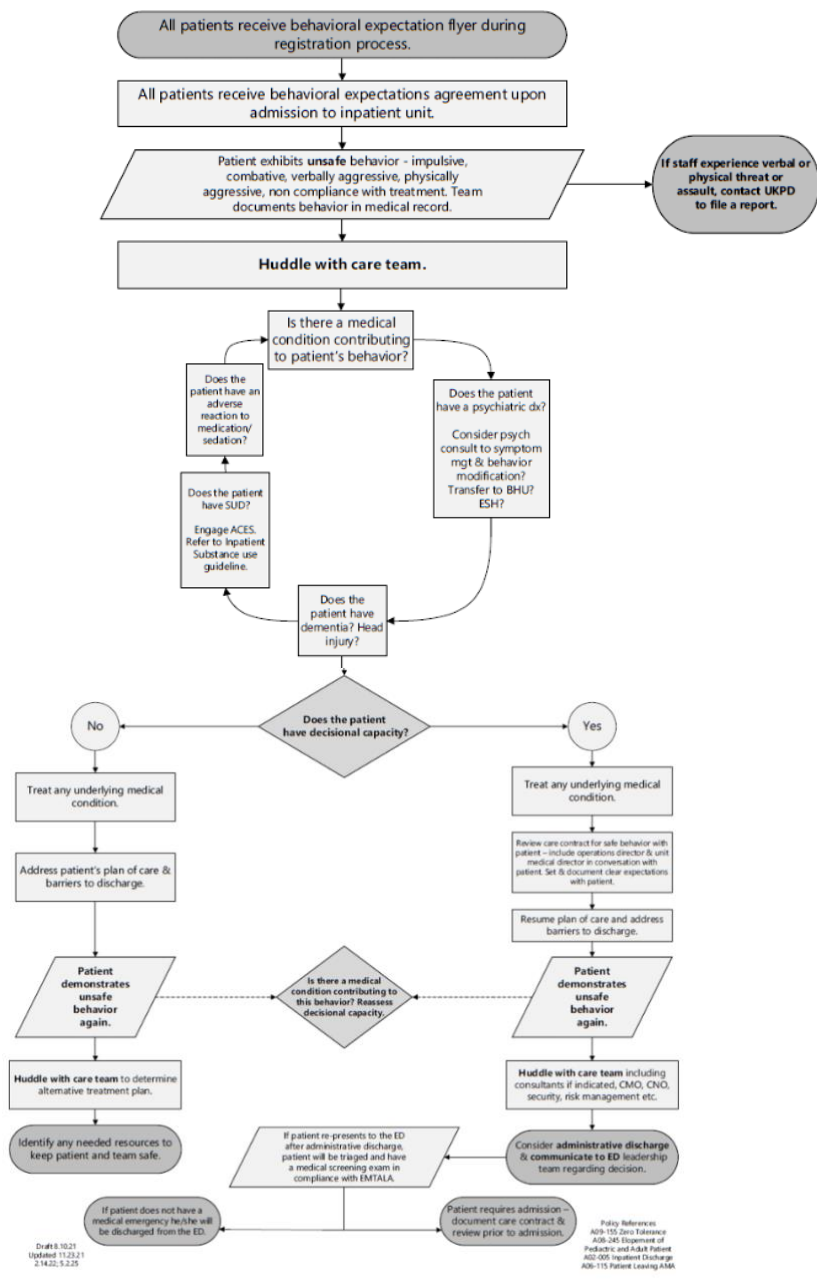 All patients receive behavioral expectation flyer during
registration process.
All patients receive behavioral expectations agreement upon
admission to inpatient unit.
Patient exhibits unsafe behavior - impulsive,
combative, verbally aggressive, physically
aggressive, non compliance with treatment. Team
documents behavior in medical record.
If staff experience verbal or
physical threat or
assault, contact UKPD
to file a report.
Huddle with care team.
Is there a medical
condition contributing
to patient's behavior?
Does the
patient have an
adverse
reaction to
medication/
sedation?
Does the patient
have a psychiatric dx?
Consider psych
consult to symptom
mgt & behavior
modification?
Transfer to BHU?
ESH?
Does the patient
have SUD?
Engage ACES.
Refer to Inpatient
Substance use
guideline.
Does the
patient have
dementia? Head
injury?
Does the patient
have decisional capacity?
No
Yes
Treat any underlying medical
condition.
Treat any underlying medical
condition.
Address patient's plan of care &
barriers to discharge.
Review care contract for safe behavior with
patient – include operations director & unit
medical director in conversation with
patient. Set & document clear expectations
with patient.
Resume plan of care and address
barriers to discharge.
Patient
demonstrates
unsafe
behavior
again.
Is there a medical
condition contributing to
this behavior? Reassess
decisional capacity.
Patient
demonstrates
unsafe
behavior
again.
Huddle with care team to determine
alternative treatment plan.
Huddle with care team including
consultants if indicated, CMO, CNO,
security, risk management etc.
Identify any needed resources to
keep patient and team safe.
If patient re-presents to the ED
after administrative discharge,
patient will be triaged and have
a medical screening exam in
compliance with EMTALA.
Consider administrative discharge
& communicate to ED leadership
team regarding decision.
If patient does not have a
medical emergency he/she will
be discharged from the ED.
Patient requires admission –
document care contract &
review prior to admission.
Draft 8.10.21
Updated 11.23.21
2.14.22; 5.2.25
Policy References
A09-155 Zero Tolerance
A08-245 Elopement of
Pediatric and Adult Patient
A02-005 Inpatient Discharge
A06-115 Patient Leaving AMA